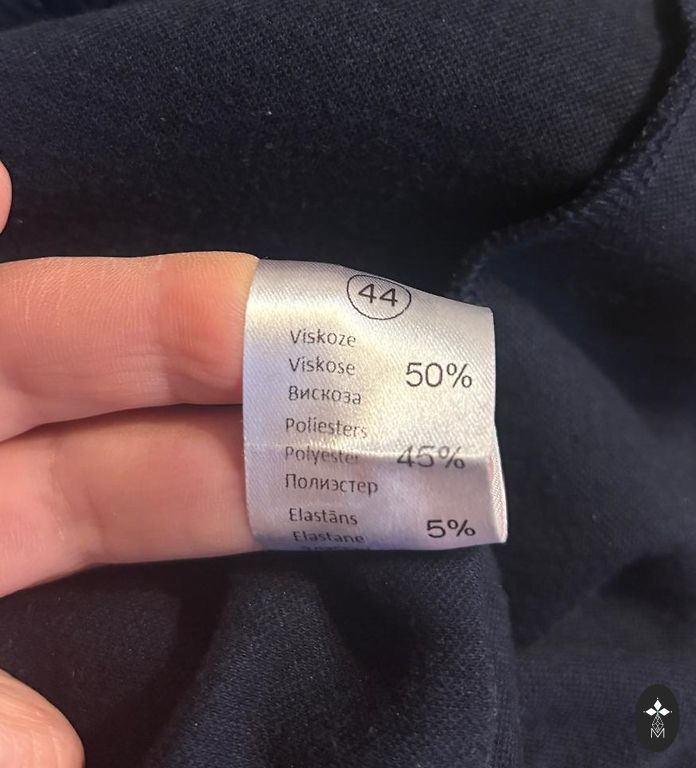 44
Viskoze
Viskose 50%
Вискоза
Poliesters
Polyester 45%
Полиэстер
Elastāns 5%
Elastane